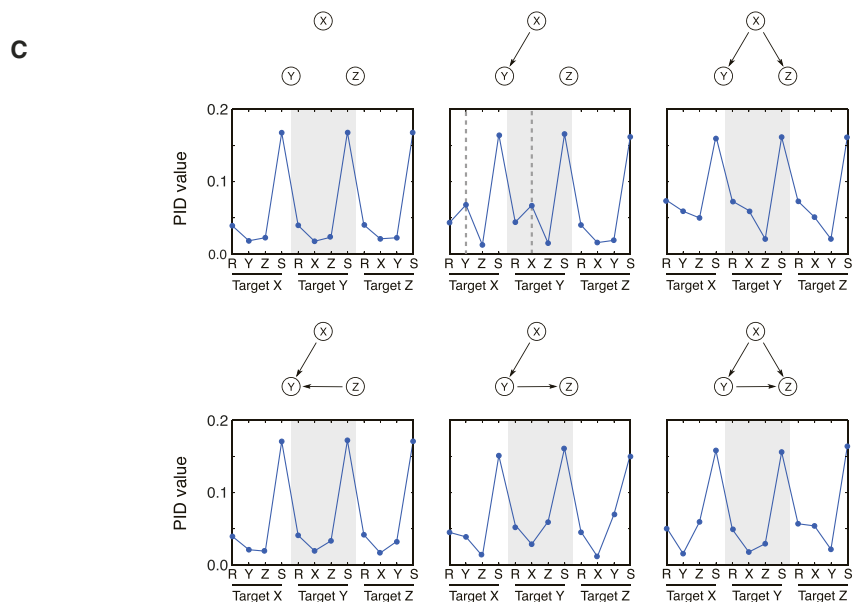 C
X X X
Y Z Y Z Y Z
0.2
0.1
0.0
PID value
R Y Z S R X Z S R X Y S
Target X Target Y Target Z
R Y Z S R X Z S R X Y S
Target X Target Y Target Z
R Y Z S R X Z S R X Y S
Target X Target Y Target Z
X X X
Y Z Y Z Y Z
0.2
0.1
0.0
PID value
R Y Z S R X Z S R X Y S
Target X Target Y Target Z
R Y Z S R X Z S R X Y S
Target X Target Y Target Z
R Y Z S R X Z S R X Y S
Target X Target Y Target Z